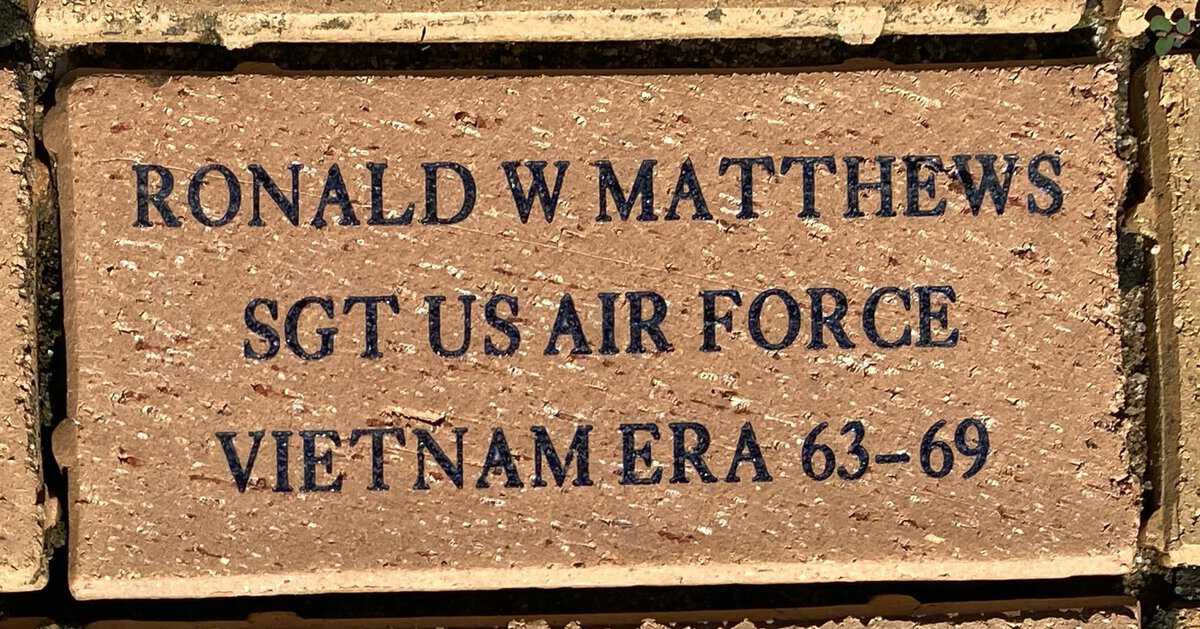 RONALD W MATTHEWS
SGT US AIR FORCE
VIETNAM ERA 63-69